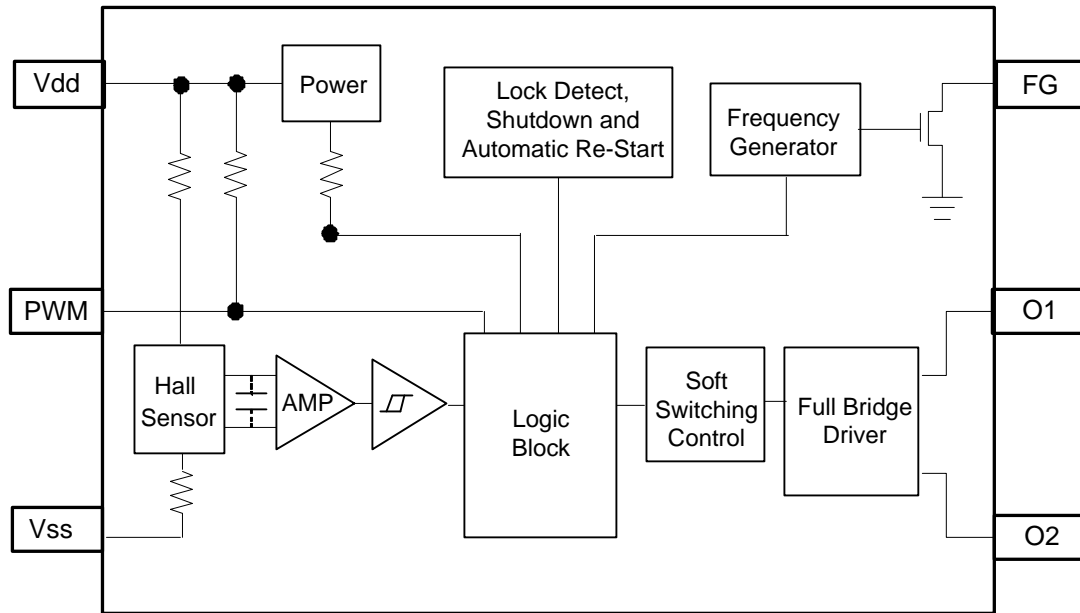 Vdd
Power
Lock Detect,
Shutdown and
Automatic Re-Start
Frequency
Generator
FG
PWM
O1
Hall
Sensor
AMP
Logic
Block
Soft
Switching
Control
Full Bridge
Driver
Vss
O2